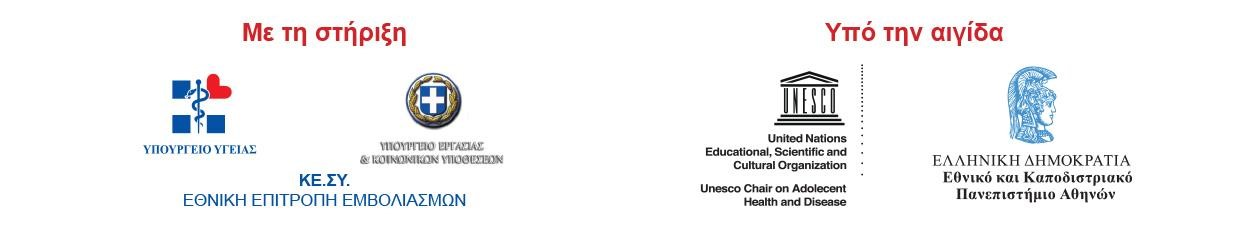 Με τη στήριξη
ΥΠΟΥΡΓΕΙΟ ΥΓΕΙΑΣ
ΥΠΟΥΡΓΕΙΟ ΕΡΓΑΣΙΑΣ
& ΚΟΙΝΩΝΙΚΩΝ ΥΠΟΘΕΣΕΩΝ
ΚΕ.ΣΥ.
ΕΘΝΙΚΗ ΕΠΙΤΡΟΠΗ ΕΜΒΟΛΙΑΣΜΩΝ
Υπό την αιγίδα
UNESCO
United Nations
Educational, Scientific and
Cultural Organization
Unesco Chair on Adolecent
Health and Disease
ΕΛΛΗΝΙΚΗ ΔΗΜΟΚΡΑΤΙΑ
Εθνικό και Καποδιστριακό
Πανεπιστήμιο Αθηνών